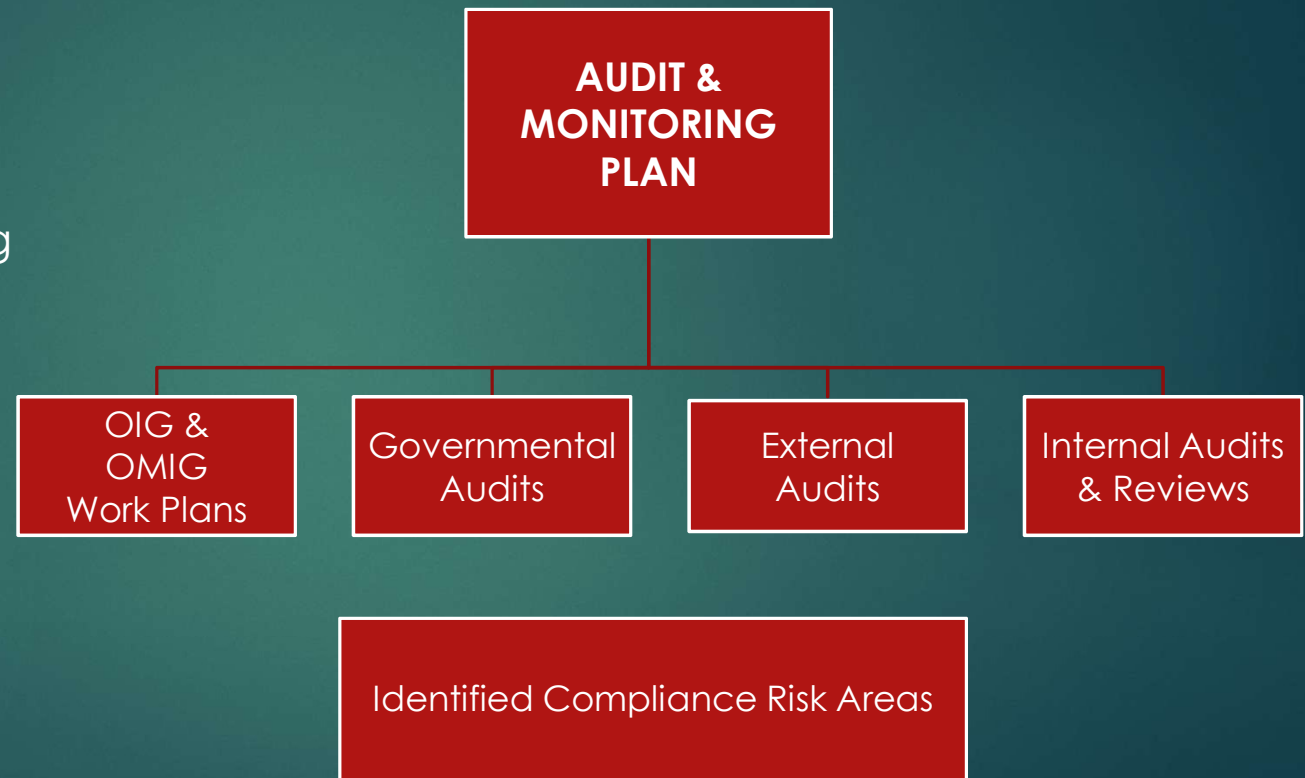 AUDIT &
MONITORING
PLAN
g
OIG &
OMIG
Work Plans
Governmental
Audits
External
Audits
Internal Audits
& Reviews
Identified Compliance Risk Areas